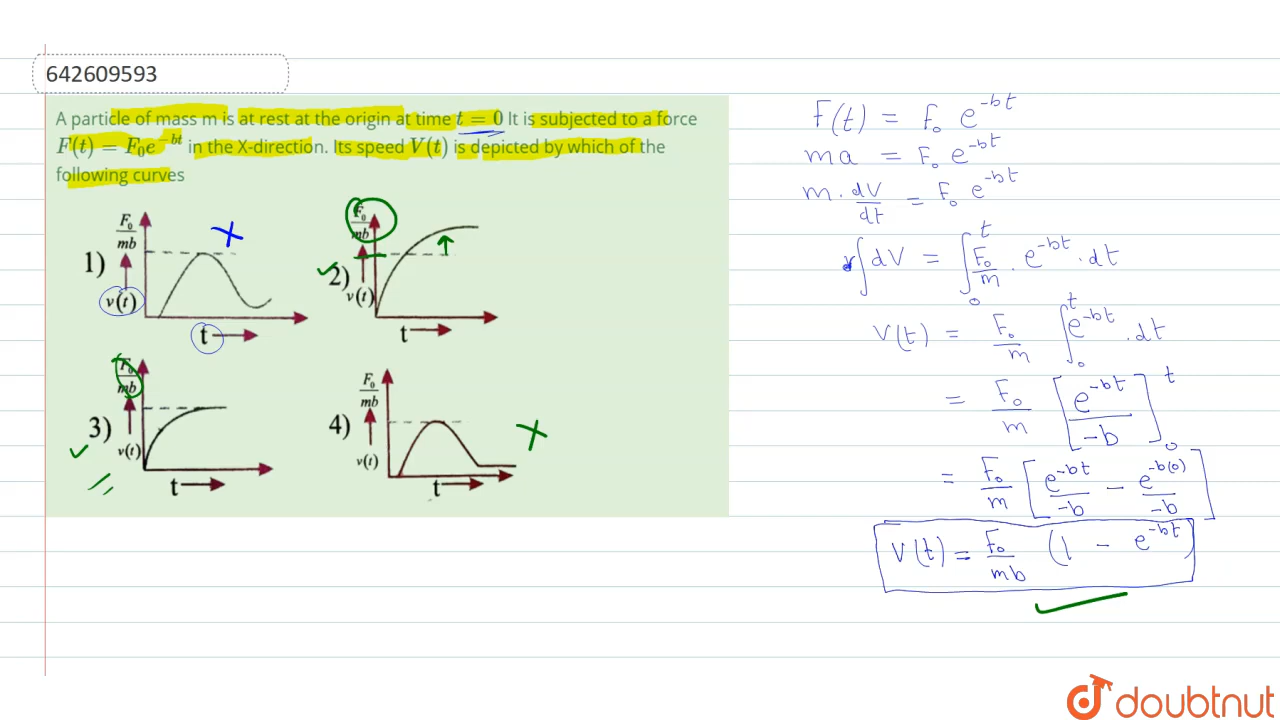 642609593
A particle of mass m is at rest at the origin at time t = 0 It is subjected to a force
F(t) = F₀e^{-bt} in the X-direction. Its speed V(t) is depicted by which of the
following curves
1) F₀/mb v(t) t
2) F₀/mb v(t) t
3) F₀/mb v(t) t
4) F₀/mb v(t) t
F(t) = F₀ e^{-bt}
ma = F₀ e^{-bt}
m · dV/dt = F₀ e^{-bt}
∫dV = ∫₀^t F₀/m · e^{-bt} · dt
V(t) = F₀/m ∫₀^t e^{-bt} · dt
= F₀/m [e^{-bt}/-b]₀^t
= F₀/m [e^{-bt}/-b - e^{-b(0)}/-b]
V(t) = F₀/mb (1 - e^{-bt})
doubtnut